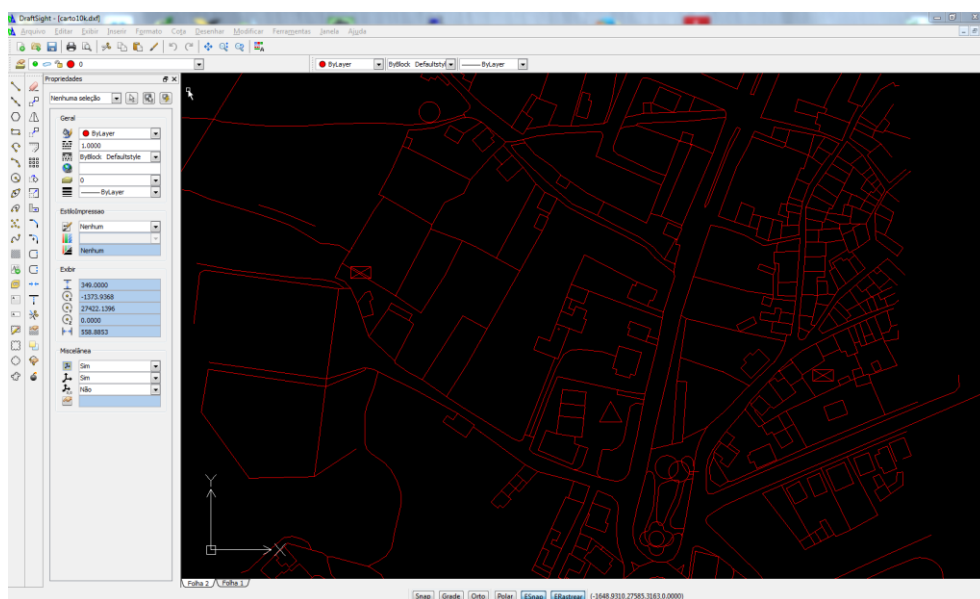 DraftSight - [carto10k.dxf]
Arquivo Editar Exibir Inserir Formato Cota Desenhar Modificar Ferramentas Janela Ajuda
0 ByLayer ByBlock Defaultstyl ByLayer
Propriedades
Nenhuma seleção
Geral
ByLayer
1.0000
ByBlock Defaultstyle
0
ByLayer
EstiloImpressao
Nenhum
Nenhum
Exibir
349.0000
-1373.9368
27422.1396
0.0000
558.8853
Miscelânea
Sim
Sim
Não
Y
X
Folha 2 Folha 1
Snap Grade Orto Polar ESnap ERastrear (-1648.9310,27585.3163,0.0000)